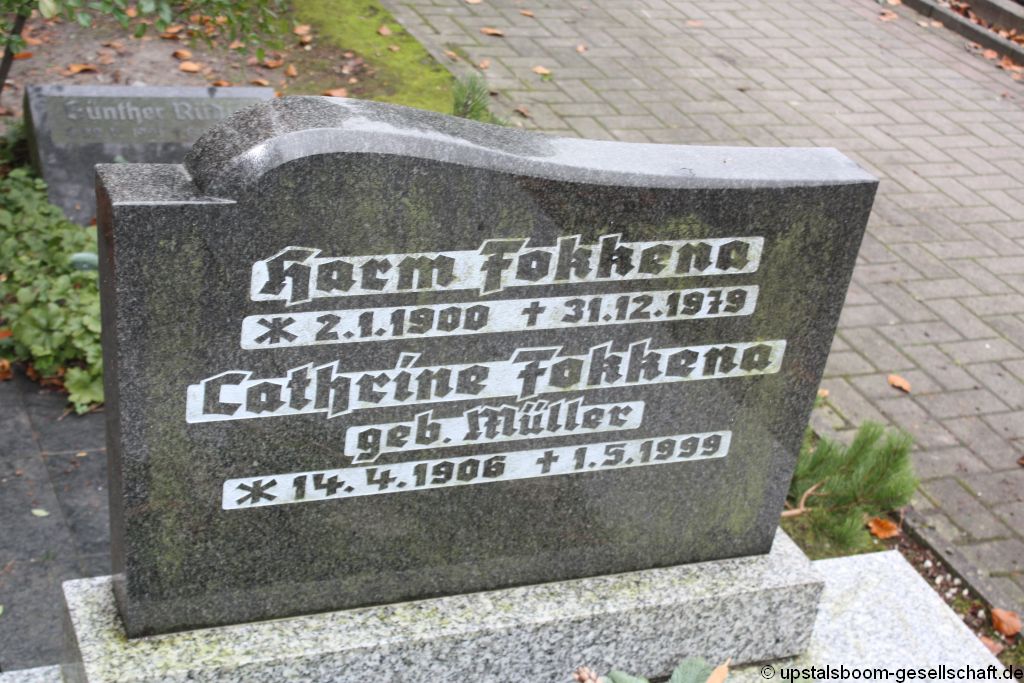 Günther
Harm Fokkena
* 2.1.1900 † 31.12.1979
Cathrine Fokkena
geb. Müller
* 14.4.1906 † 1.5.1999
© upstalsboom-gesellschaft.de